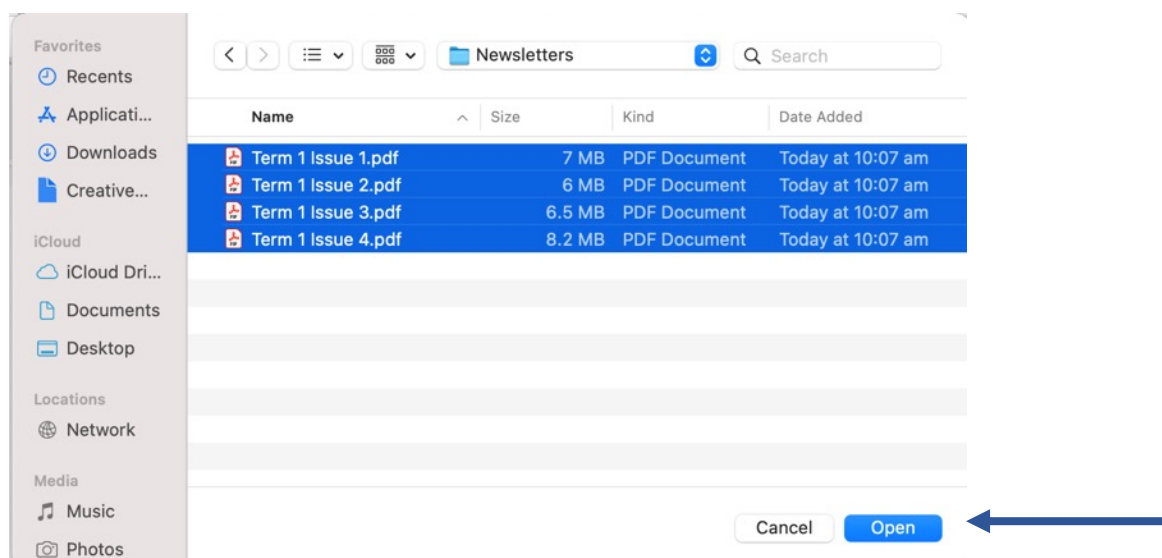 Favorites
Recents
Applicati...
Downloads
Creative...
iCloud
iCloud Dri...
Documents
Desktop
Locations
Network
Media
Music
Photos
Newsletters
Search
Name Size Kind Date Added
Term 1 Issue 1.pdf 7 MB PDF Document Today at 10:07 am
Term 1 Issue 2.pdf 6 MB PDF Document Today at 10:07 am
Term 1 Issue 3.pdf 6.5 MB PDF Document Today at 10:07 am
Term 1 Issue 4.pdf 8.2 MB PDF Document Today at 10:07 am
Cancel Open